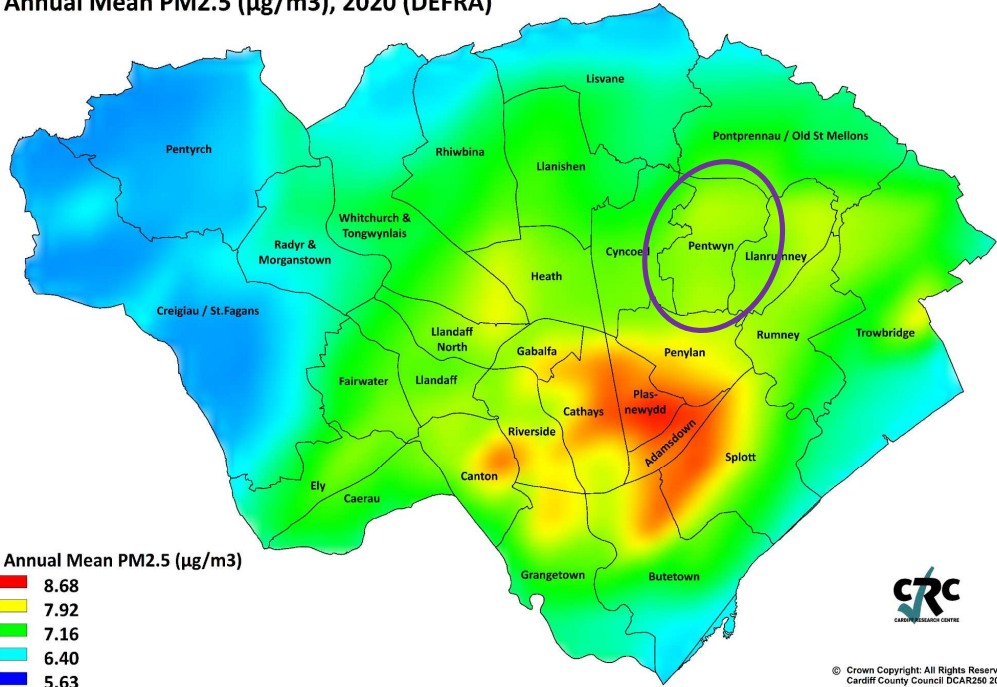 Annual Mean PM2.5 (µg/m3), 2020 (DEFRA)
Lisvane
Pontprennau / Old St Mellons
Pentyrch
Rhiwbina
Llanishen
Whitchurch &
Tongwynlais
Radyr &
Morganstown
Cyncoed
Pentwyn
Llanrumney
Heath
Creigiau / St.Fagans
Llandaff
North
Gabalfa
Penylan
Rumney
Trowbridge
Fairwater
Llandaff
Cathays
Plas-
newydd
Riverside
Adamsdown
Splott
Canton
Ely
Caerau
Grangetown
Butetown
Annual Mean PM2.5 (µg/m3)
8.68
7.92
7.16
6.40
5.63
CRC
CARDIFF RESEARCH CENTRE
© Crown Copyright: All Rights Reserv
Cardiff County Council DCAR250 20